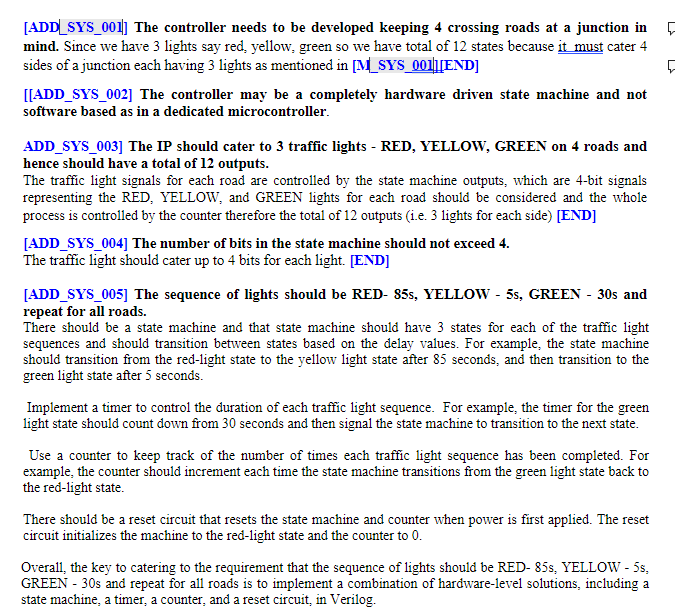 [ADD_SYS_001] The controller needs to be developed keeping 4 crossing roads at a junction in
mind. Since we have 3 lights say red, yellow, green so we have total of 12 states because it must cater 4
sides of a junction each having 3 lights as mentioned in [M_SYS_001][END]
[[ADD_SYS_002] The controller may be a completely hardware driven state machine and not
software based as in a dedicated microcontroller.
ADD_SYS_003] The IP should cater to 3 traffic lights - RED, YELLOW, GREEN on 4 roads and
hence should have a total of 12 outputs.
The traffic light signals for each road are controlled by the state machine outputs, which are 4-bit signals
representing the RED, YELLOW, and GREEN lights for each road should be considered and the whole
process is controlled by the counter therefore the total of 12 outputs (i.e. 3 lights for each side) [END]
[ADD_SYS_004] The number of bits in the state machine should not exceed 4.
The traffic light should cater up to 4 bits for each light. [END]
[ADD_SYS_005] The sequence of lights should be RED- 85s, YELLOW - 5s, GREEN - 30s and
repeat for all roads.
There should be a state machine and that state machine should have 3 states for each of the traffic light
sequences and should transition between states based on the delay values. For example, the state machine
should transition from the red-light state to the yellow light state after 85 seconds, and then transition to the
green light state after 5 seconds.
Implement a timer to control the duration of each traffic light sequence. For example, the timer for the green
light state should count down from 30 seconds and then signal the state machine to transition to the next state.
Use a counter to keep track of the number of times each traffic light sequence has been completed. For
example, the counter should increment each time the state machine transitions from the green light state back to
the red-light state.
There should be a reset circuit that resets the state machine and counter when power is first applied. The reset
circuit initializes the machine to the red-light state and the counter to 0.
Overall, the key to catering to the requirement that the sequence of lights should be RED- 85s, YELLOW - 5s,
GREEN - 30s and repeat for all roads is to implement a combination of hardware-level solutions, including a
state machine, a timer, a counter, and a reset circuit, in Verilog.